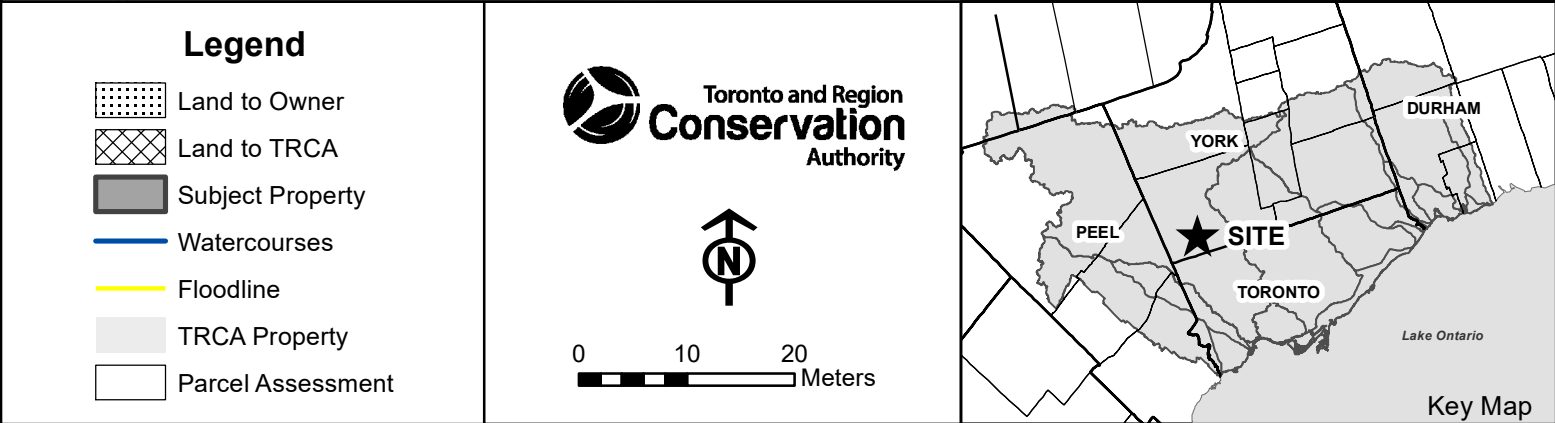 Legend
Land to Owner
Land to TRCA
Subject Property
Watercourses
Floodline
TRCA Property
Parcel Assessment
Toronto and Region
Conservation
Authority
N
0 10 20
Meters
DURHAM
YORK
PEEL
SITE
TORONTO
Lake Ontario
Key Map